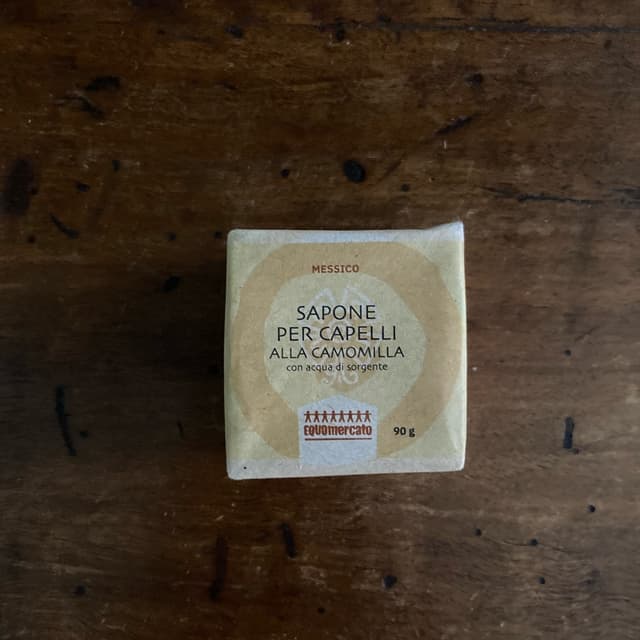 MESSICO
SAPONE
PER CAPELLI
ALLA CAMOMILLA
con acqua di sorgente
EQUOmercato
90 g